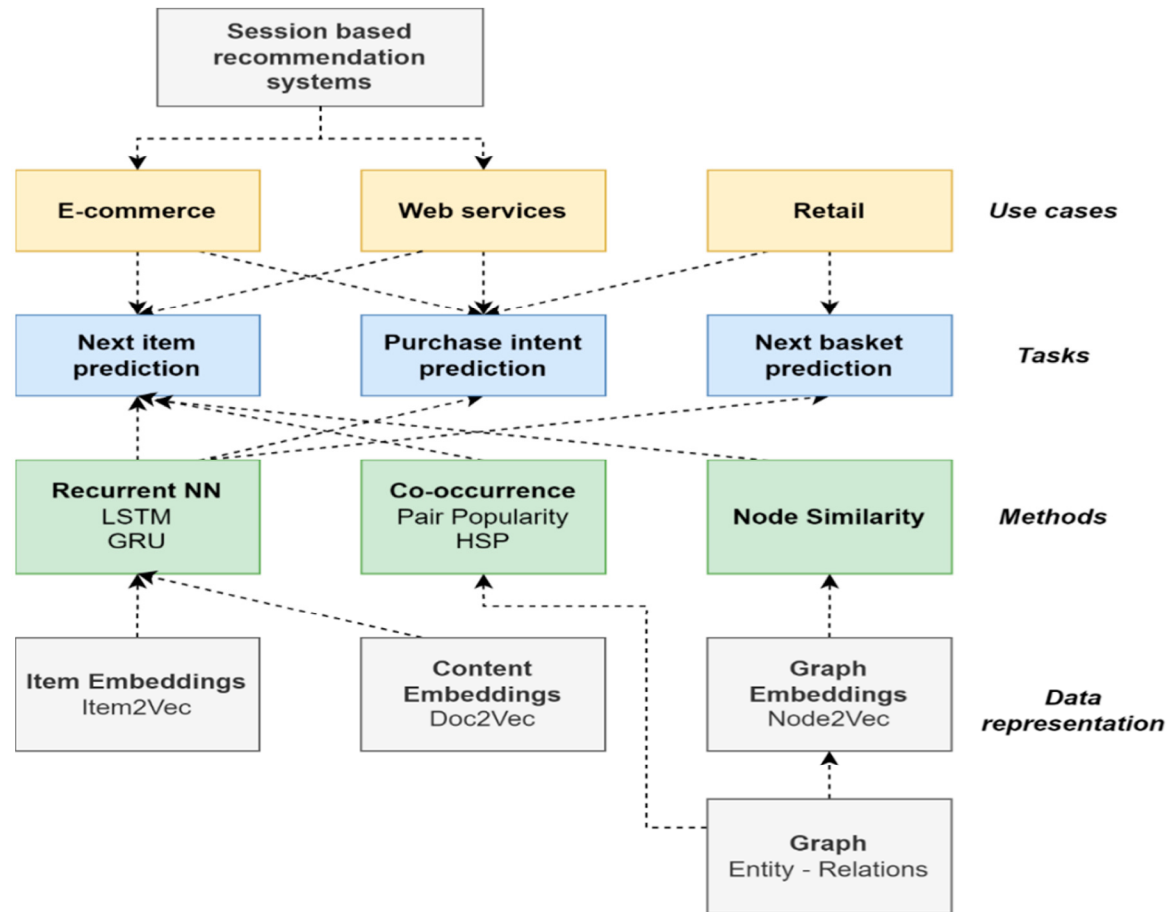 Session based
recommendation
systems
E-commerce
Web services
Retail
Use cases
Next item
prediction
Purchase intent
prediction
Next basket
prediction
Tasks
Recurrent NN
LSTM
GRU
Co-occurrence
Pair Popularity
HSP
Node Similarity
Methods
Item Embeddings
Item2Vec
Content
Embeddings
Doc2Vec
Graph
Embeddings
Node2Vec
Data
representation
Graph
Entity - Relations